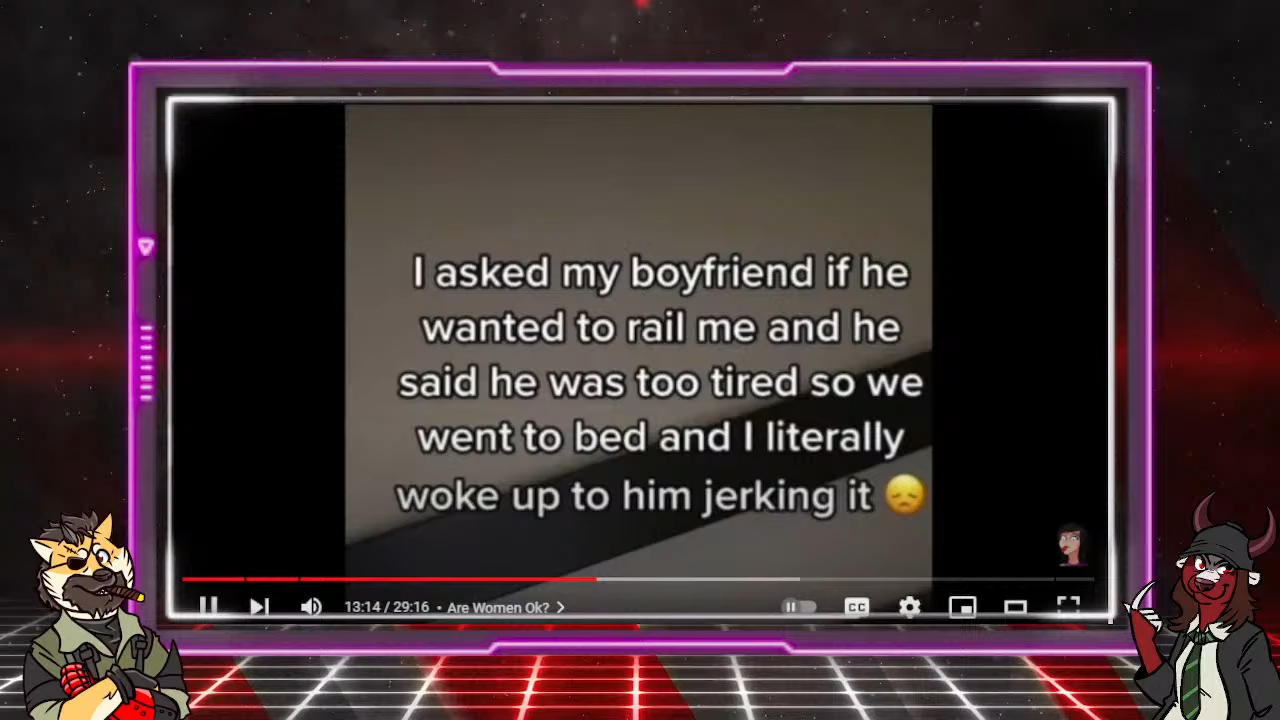 I asked my boyfriend if he
wanted to rail me and he
said he was too tired so we
went to bed and I literally
woke up to him jerking it 😞
13:14 / 29:16 • Are Women Ok? >
CC